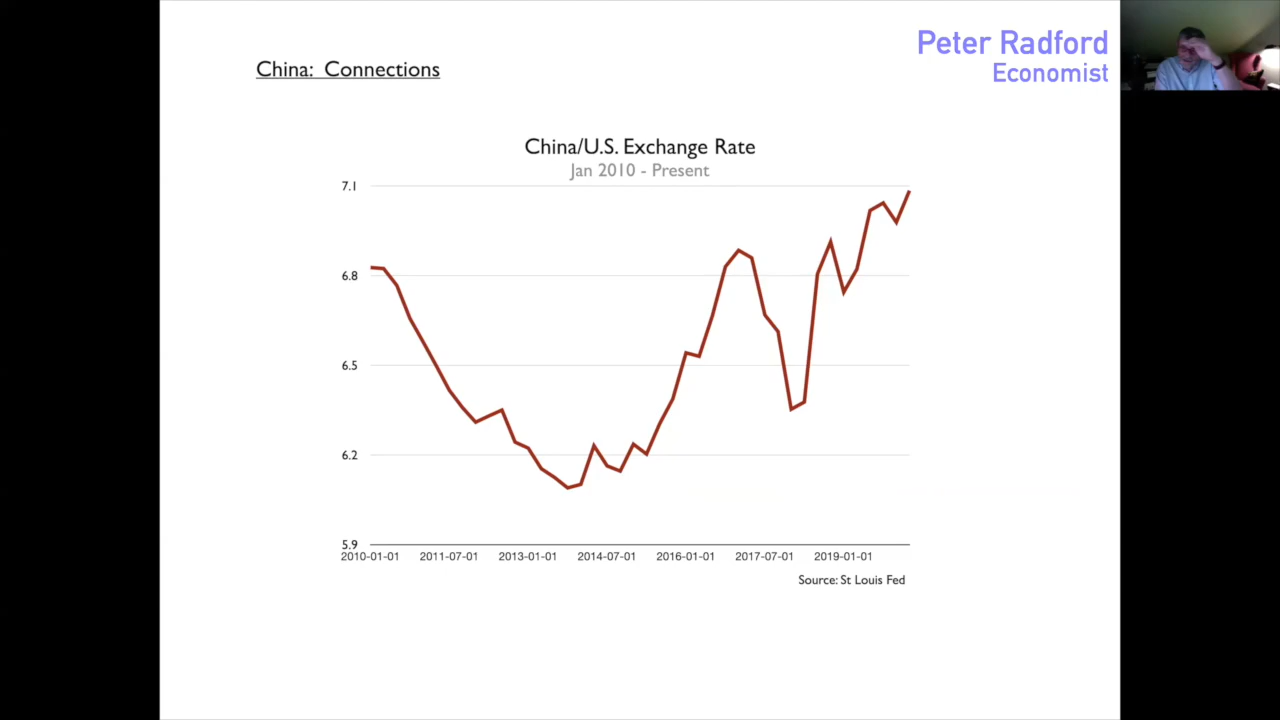 Peter Radford
Economist
China: Connections
China/U.S. Exchange Rate
Jan 2010 - Present
7.1
6.8
6.5
6.2
5.9
2010-01-01 2011-07-01 2013-01-01 2014-07-01 2016-01-01 2017-07-01 2019-01-01
Source: St Louis Fed